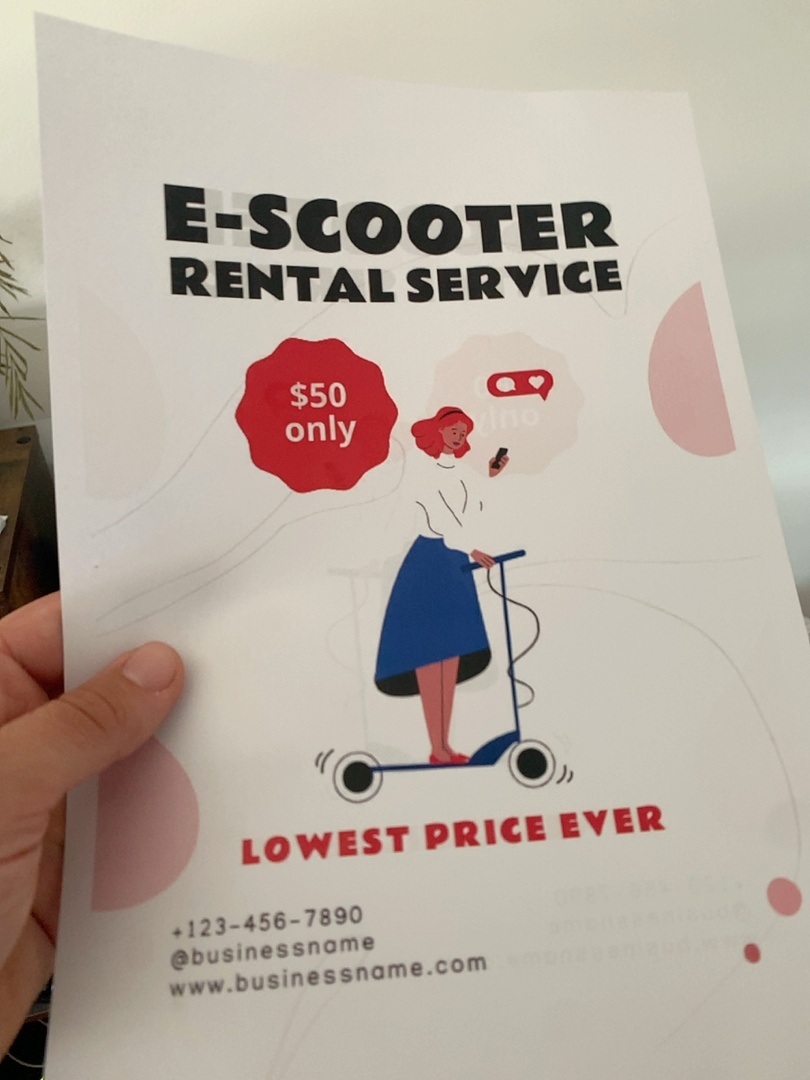 E-SCOOTER
RENTAL SERVICE
$50
only
LOWEST PRICE EVER
+123-456-7890
@businessname
www.businessname.com